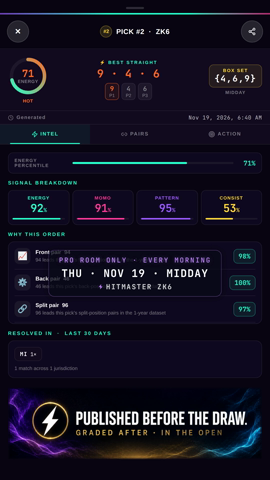 #2 PICK #2 · ZK6
71
ENERGY
HOT
⚡ BEST STRAIGHT
9 · 4 · 6
9 P1
4 P2
6 P3
BOX SET
{4,6,9}
MIDDAY
Generated
Nov 19, 2026, 6:40 AM
INTEL
PAIRS
ACTION
ENERGY PERCENTILE
71%
SIGNAL BREAKDOWN
ENERGY
92%
MOMO
91%
PATTERN
95%
CONSIST
53%
WHY THIS ORDER
Front pair 94
98%
PRO ROOM ONLY · EVERY MORNING
THU · NOV 19 · MIDDAY
⚡ HITMASTER ZK6
Back
100%
Split pair 96
96 leads this pick's split-position pairs in the 1-year dataset
97%
RESOLVED IN · LAST 30 DAYS
MI 1×
1 match across 1 jurisdiction
PUBLISHED BEFORE THE DRAW.
GRADED AFTER · IN THE OPEN